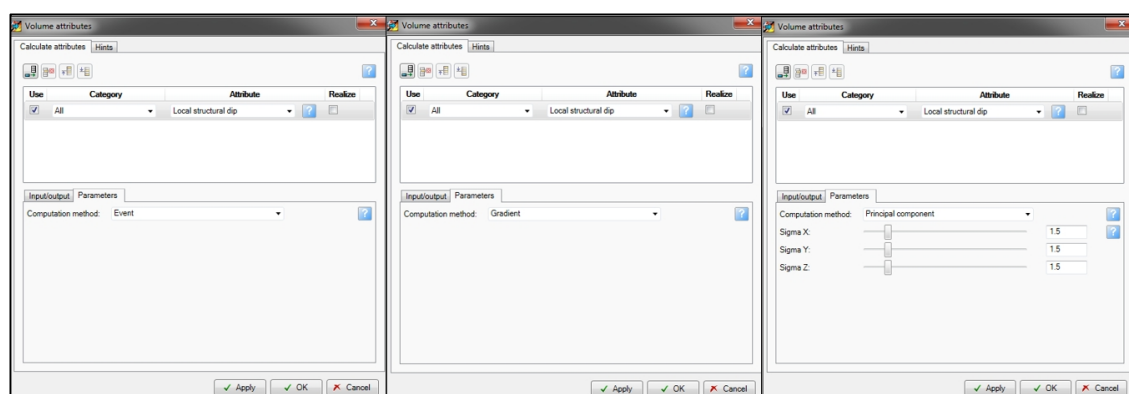 Volume attributes
Calculate attributes Hints
Use Category Attribute Realize
All Local structural dip
Input/output Parameters
Computation method: Event
Apply OK Cancel
Volume attributes
Calculate attributes Hints
Use Category Attribute Realize
All Local structural dip
Input/output Parameters
Computation method: Gradient
Apply OK Cancel
Volume attributes
Calculate attributes Hints
Use Category Attribute Realize
All Local structural dip
Input/output Parameters
Computation method: Principal component
Sigma X: 1.5
Sigma Y: 1.5
Sigma Z: 1.5
Apply OK Cancel